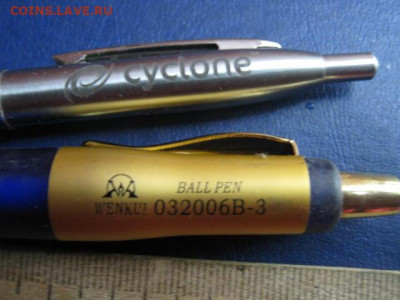 COINS.LAVE.RU
cyclone
BALL PEN
WENKUI 032006B-3